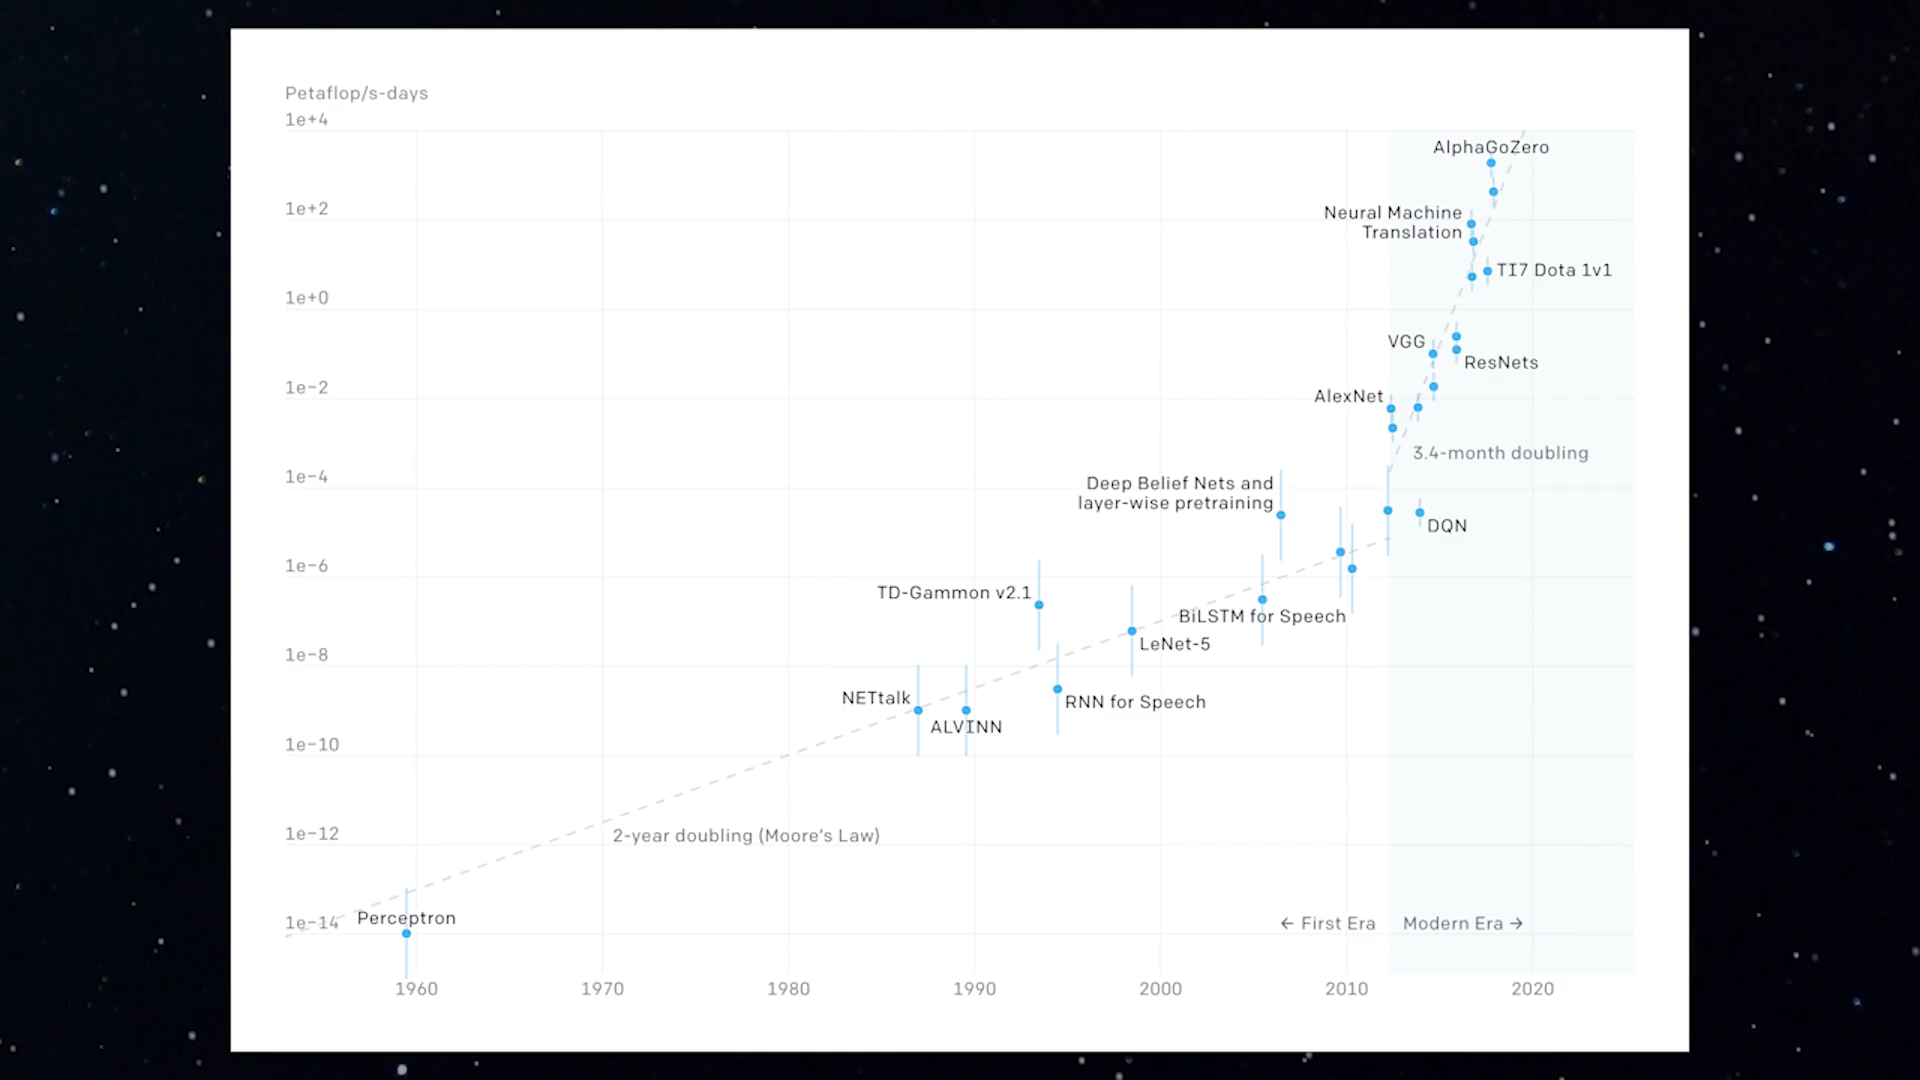 Petaflop/s-days
1e+4
AlphaGoZero
1e+2
Neural Machine
Translation
TI7 Dota 1v1
1e+0
VGG
ResNets
1e-2
AlexNet
3.4-month doubling
1e-4
Deep Belief Nets and
layer-wise pretraining
DQN
1e-6
TD-Gammon v2.1
BiLSTM for Speech
LeNet-5
1e-8
NETtalk
RNN for Speech
ALVINN
1e-10
1e-12
2-year doubling (Moore's Law)
1e-14
Perceptron
← First Era
Modern Era →
1960 1970 1980 1990 2000 2010 2020